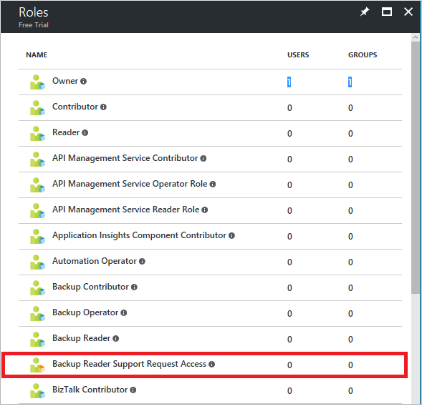 Roles
Free Trial
NAME USERS GROUPS
Owner 1 1
Contributor 0 0
Reader 0 0
API Management Service Contributor 0 0
API Management Service Operator Role 0 0
API Management Service Reader Role 0 0
Application Insights Component Contributor 0 0
Automation Operator 0 0
Backup Contributor 0 0
Backup Operator 0 0
Backup Reader 0 0
Backup Reader Support Request Access 0 0
BizTalk Contributor 0 0